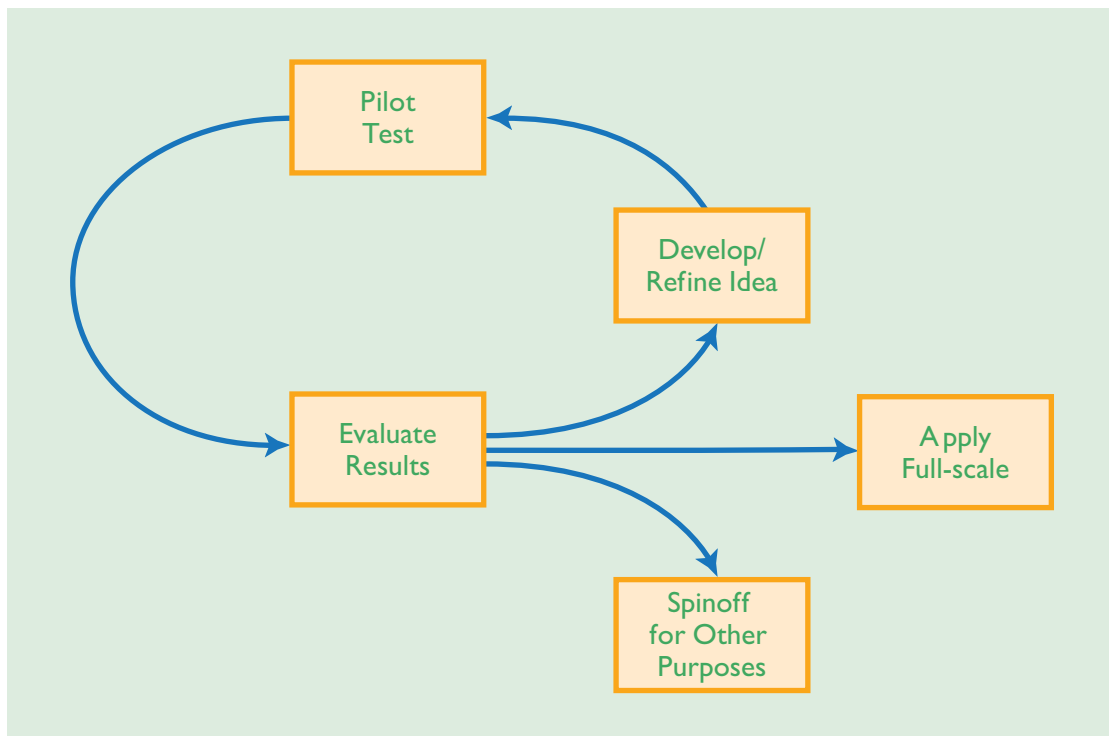 Pilot
Test
Develop/
Refine Idea
Evaluate
Results
Apply
Full-scale
Spinoff
for Other
Purposes